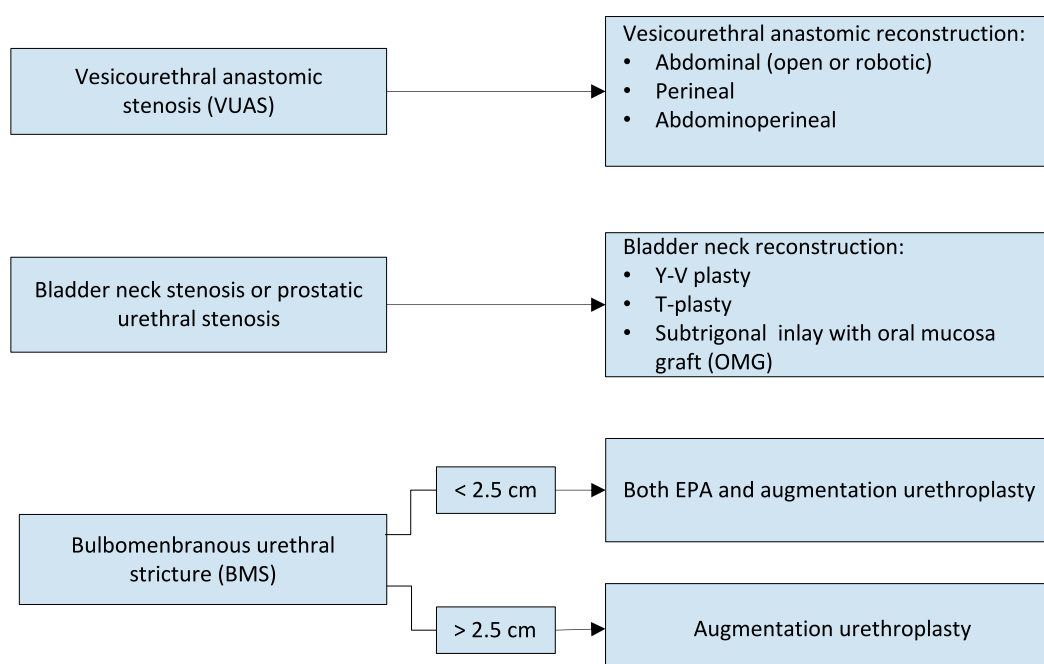 Vesicourethral anastomic
stenosis (VUAS)
Vesicourethral anastomic reconstruction:
• Abdominal (open or robotic)
• Perineal
• Abdominoperineal
Bladder neck stenosis or prostatic
urethral stenosis
Bladder neck reconstruction:
• Y-V plasty
• T-plasty
• Subtrigonal inlay with oral mucosa
graft (OMG)
Bulbomenbranous urethral
stricture (BMS)
< 2.5 cm
Both EPA and augmentation urethroplasty
> 2.5 cm
Augmentation urethroplasty